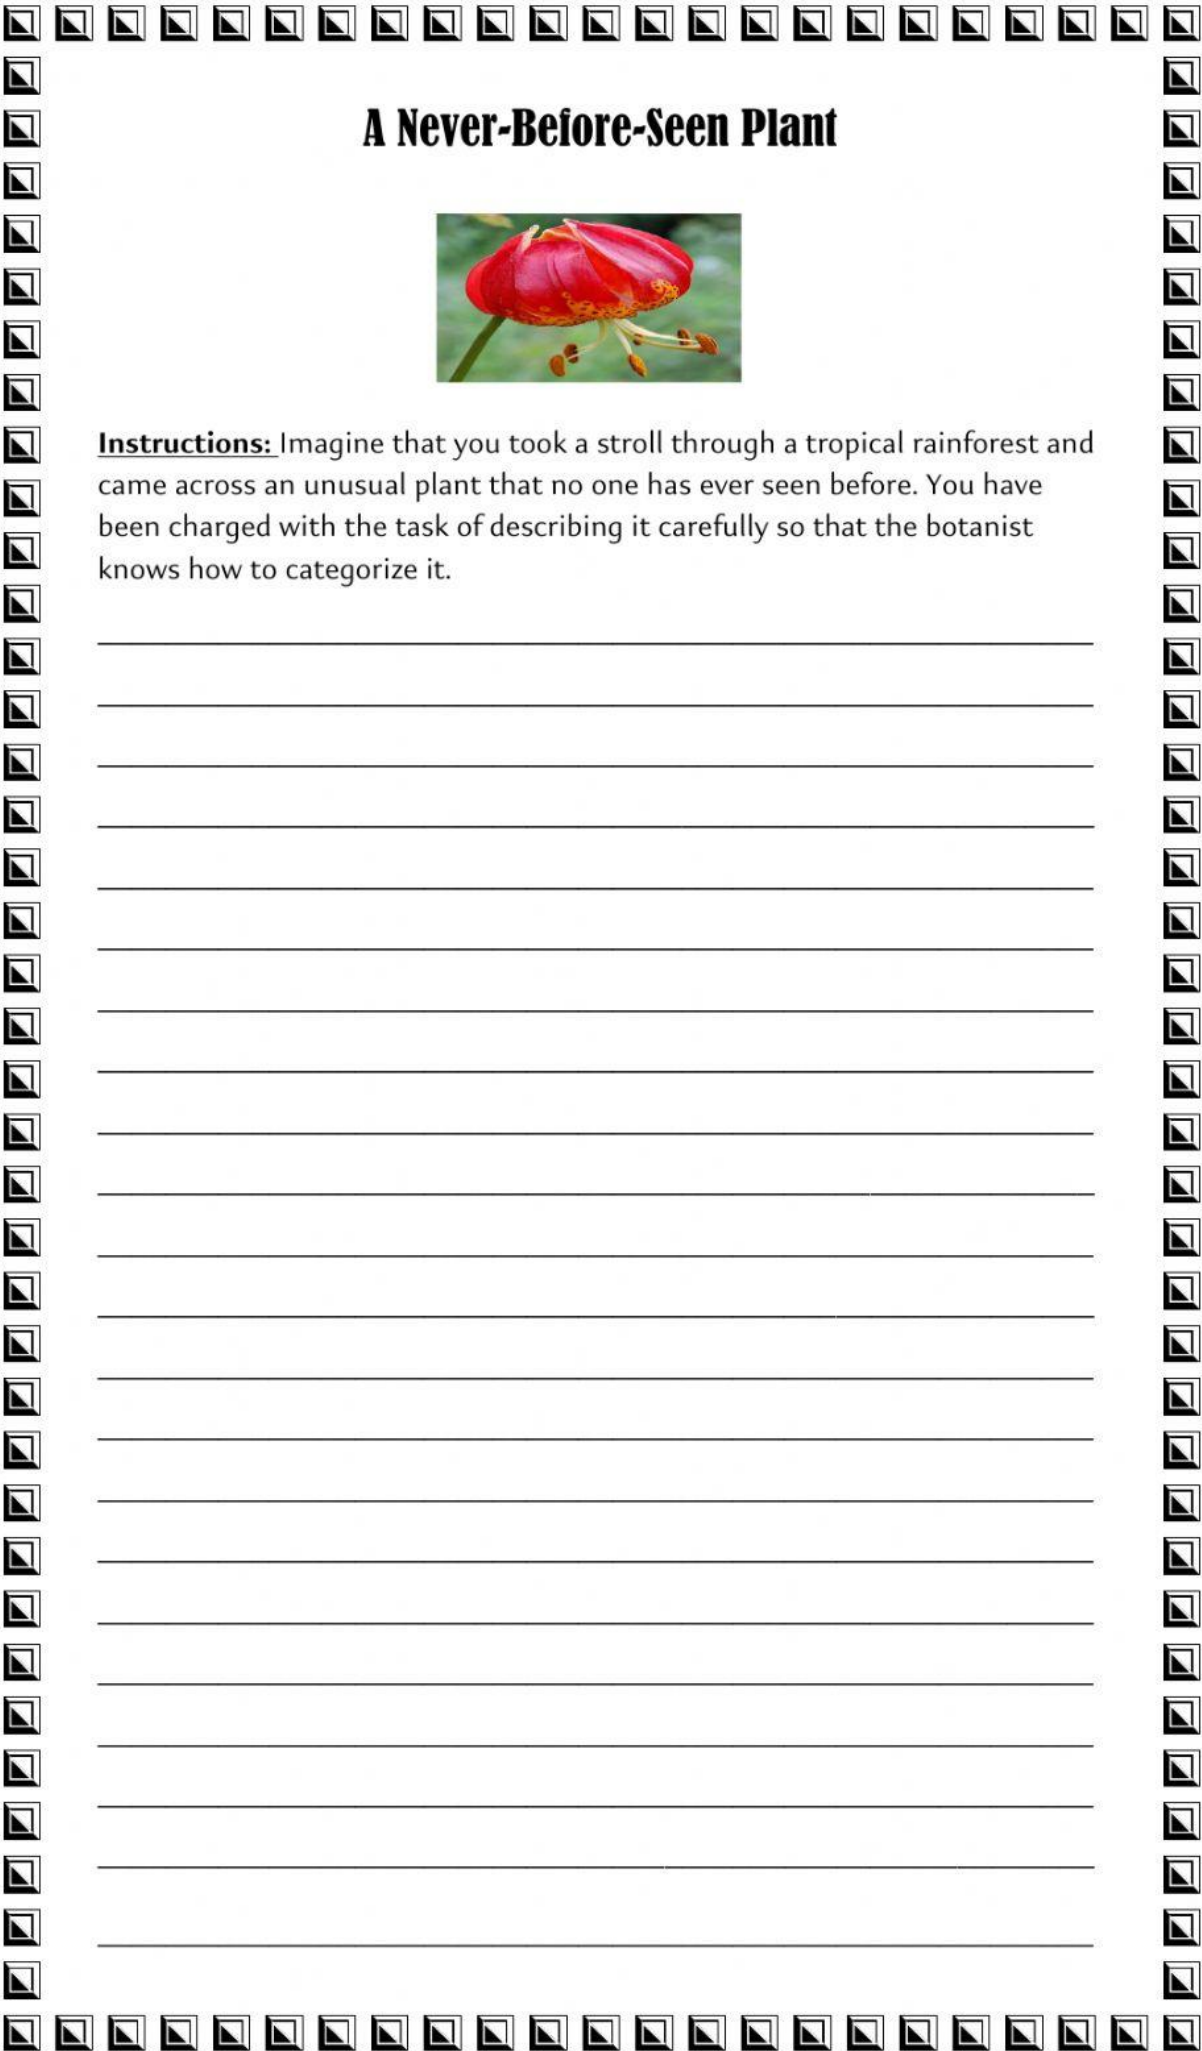 A Never-Before-Seen Plant
Instructions: Imagine that you took a stroll through a tropical rainforest and
came across an unusual plant that no one has ever seen before. You have
been charged with the task of describing it carefully so that the botanist
knows how to categorize it.